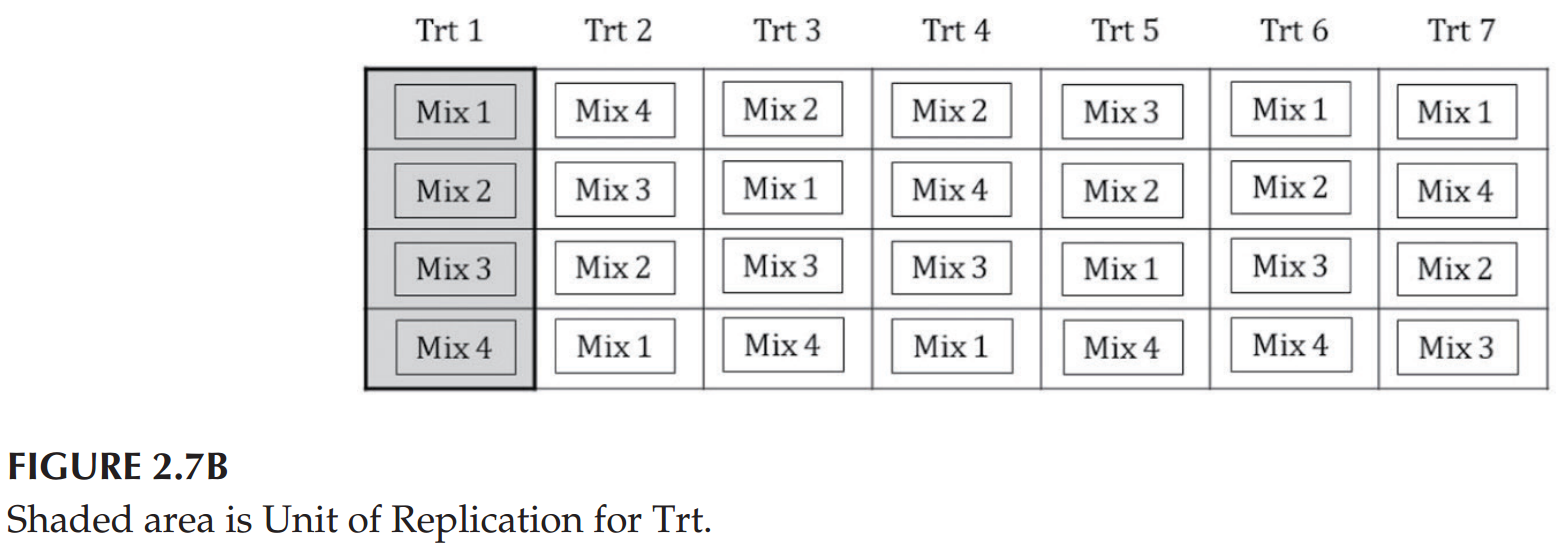 Trt 1 Trt 2 Trt 3 Trt 4 Trt 5 Trt 6 Trt 7
Mix 1 Mix 4 Mix 2 Mix 2 Mix 3 Mix 1 Mix 1
Mix 2 Mix 3 Mix 1 Mix 4 Mix 2 Mix 2 Mix 4
Mix 3 Mix 2 Mix 3 Mix 3 Mix 1 Mix 3 Mix 2
Mix 4 Mix 1 Mix 4 Mix 1 Mix 4 Mix 4 Mix 3
FIGURE 2.7B
Shaded area is Unit of Replication for Trt.